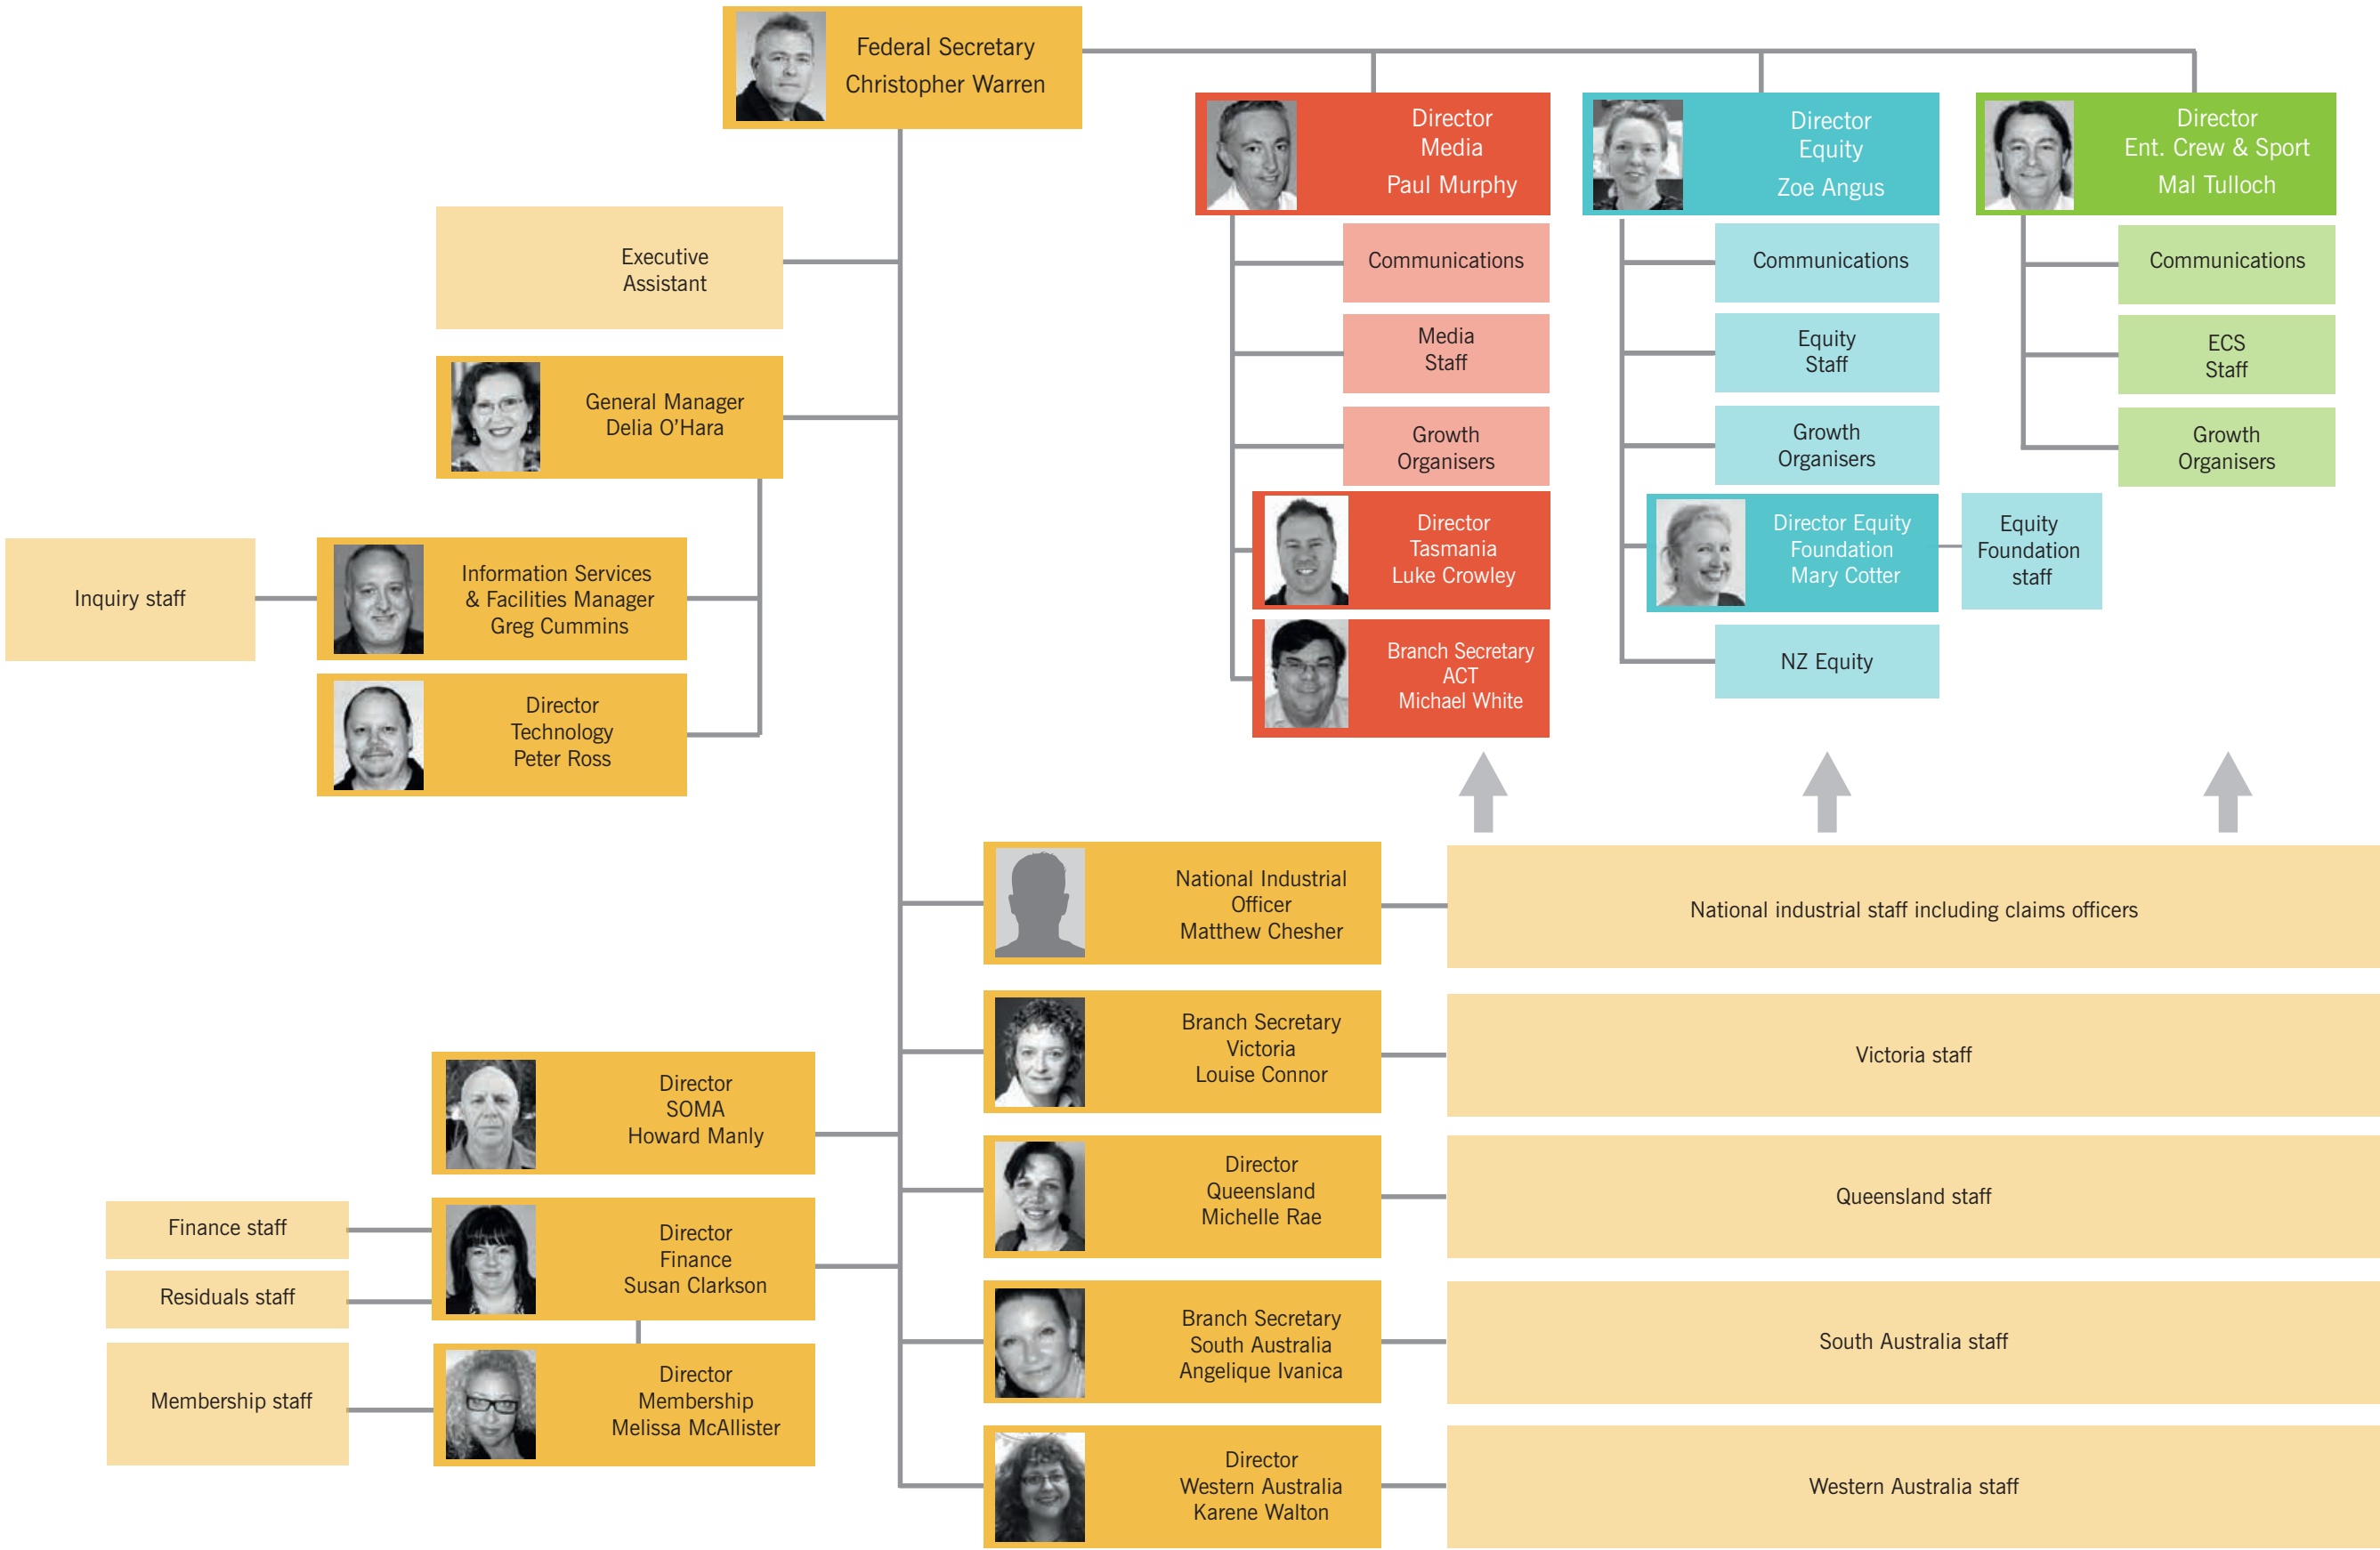 Federal Secretary
Christopher Warren
Director
Media
Paul Murphy
Director
Equity
Zoe Angus
Director
Ent. Crew & Sport
Mal Tulloch
Executive
Assistant
General Manager
Delia O’Hara
Inquiry staff
Information Services
& Facilities Manager
Greg Cummins
Director
Technology
Peter Ross
Communications
Media
Staff
Growth
Organisers
Director
Tasmania
Luke Crowley
Branch Secretary
ACT
Michael White
Communications
Equity
Staff
Growth
Organisers
Director Equity
Foundation
Mary Cotter
Equity
Foundation
staff
NZ Equity
Communications
ECS
Staff
Growth
Organisers
National Industrial
Officer
Matthew Chesher
National industrial staff including claims officers
Branch Secretary
Victoria
Louise Connor
Victoria staff
Director
SOMA
Howard Manly
Director
Queensland
Michelle Rae
Queensland staff
Finance staff
Residuals staff
Director
Finance
Susan Clarkson
Branch Secretary
South Australia
Angelique Ivanica
South Australia staff
Membership staff
Director
Membership
Melissa McAllister
Director
Western Australia
Karene Walton
Western Australia staff